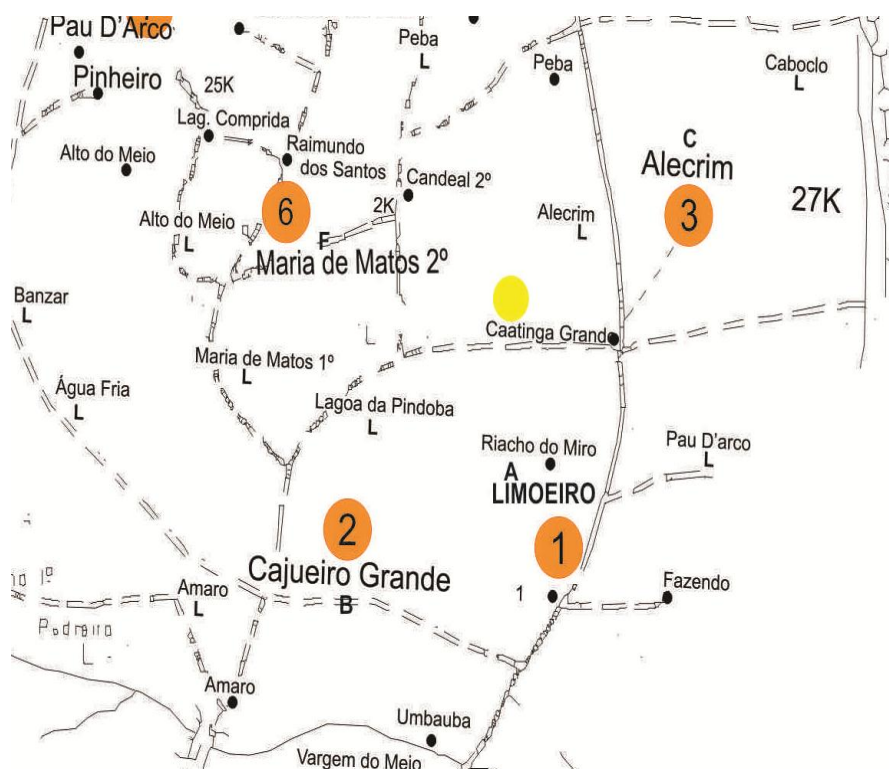 Pau D'Arco
Pinheiro
25K
Lag. Comprida
Alto do Meio
Raimundo
dos Santos
Peba
L
Peba
Caboclo
L
C
Alecrim
3
27K
Candeal 2º
2K
6
Alto do Meio
L
F
Maria de Matos 2º
Alecrim
L
Banzar
L
Caatinga Grand
L
Maria de Matos 1º
L
Água Fria
L
Lagoa da Pindoba
L
Riacho do Miro
A
LIMOEIRO
Pau D'arco
L
2
1
Cajueiro Grande
B
1
Fazendo
Amaro
L
L
Amaro
Umbauba
Vargem do Meio